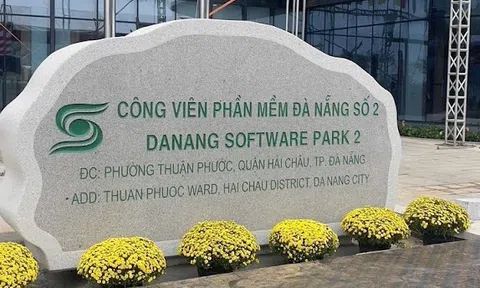 CÔNG VIÊN PHẦN MỀM ĐÀ NẴNG SỐ 2
DANANG SOFTWARE PARK 2
ĐC: PHƯỜNG THUẬN PHƯỚC, QUẬN HẢI CHÂU, TP. ĐÀ NẴNG
ADD: THUAN PHUOC WARD, HAI CHAU DISTRICT, DA NANG CITY